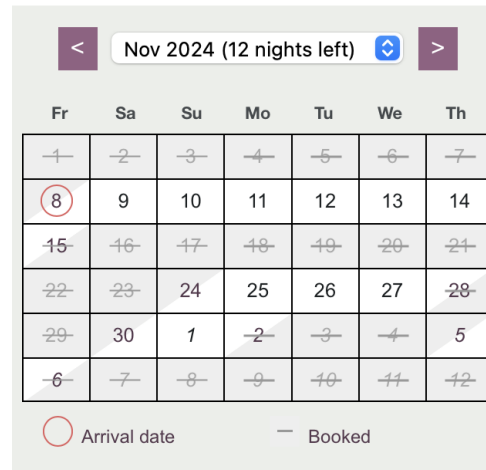 < Nov 2024 (12 nights left) >
Fr Sa Su Mo Tu We Th
1 2 3 4 5 6 7
8 9 10 11 12 13 14
15 16 17 18 19 20 21
22 23 24 25 26 27 28
29 30 1 2 3 4 5
6 7 8 9 10 11 12
Arrival date — Booked